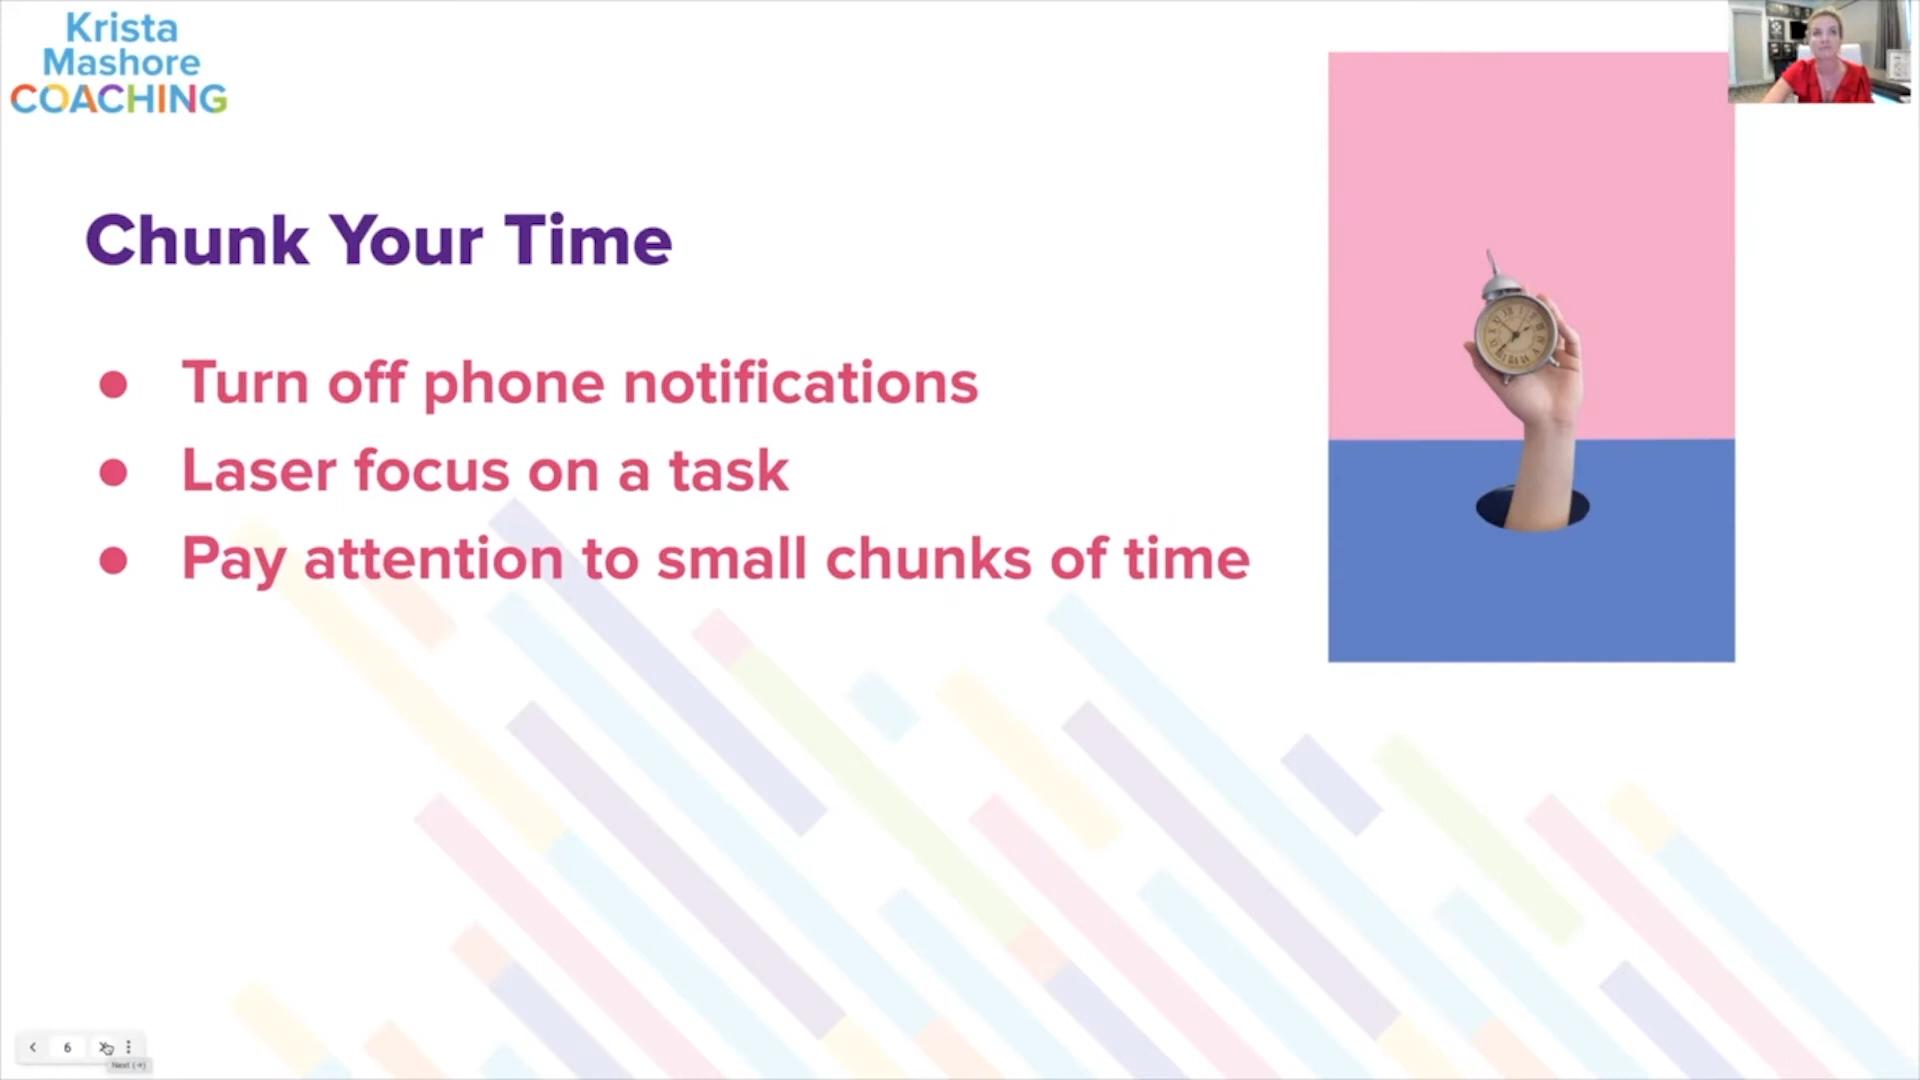 Krista
Mashore
COACHING
Chunk Your Time
● Turn off phone notifications
● Laser focus on a task
● Pay attention to small chunks of time
6
Next (→)